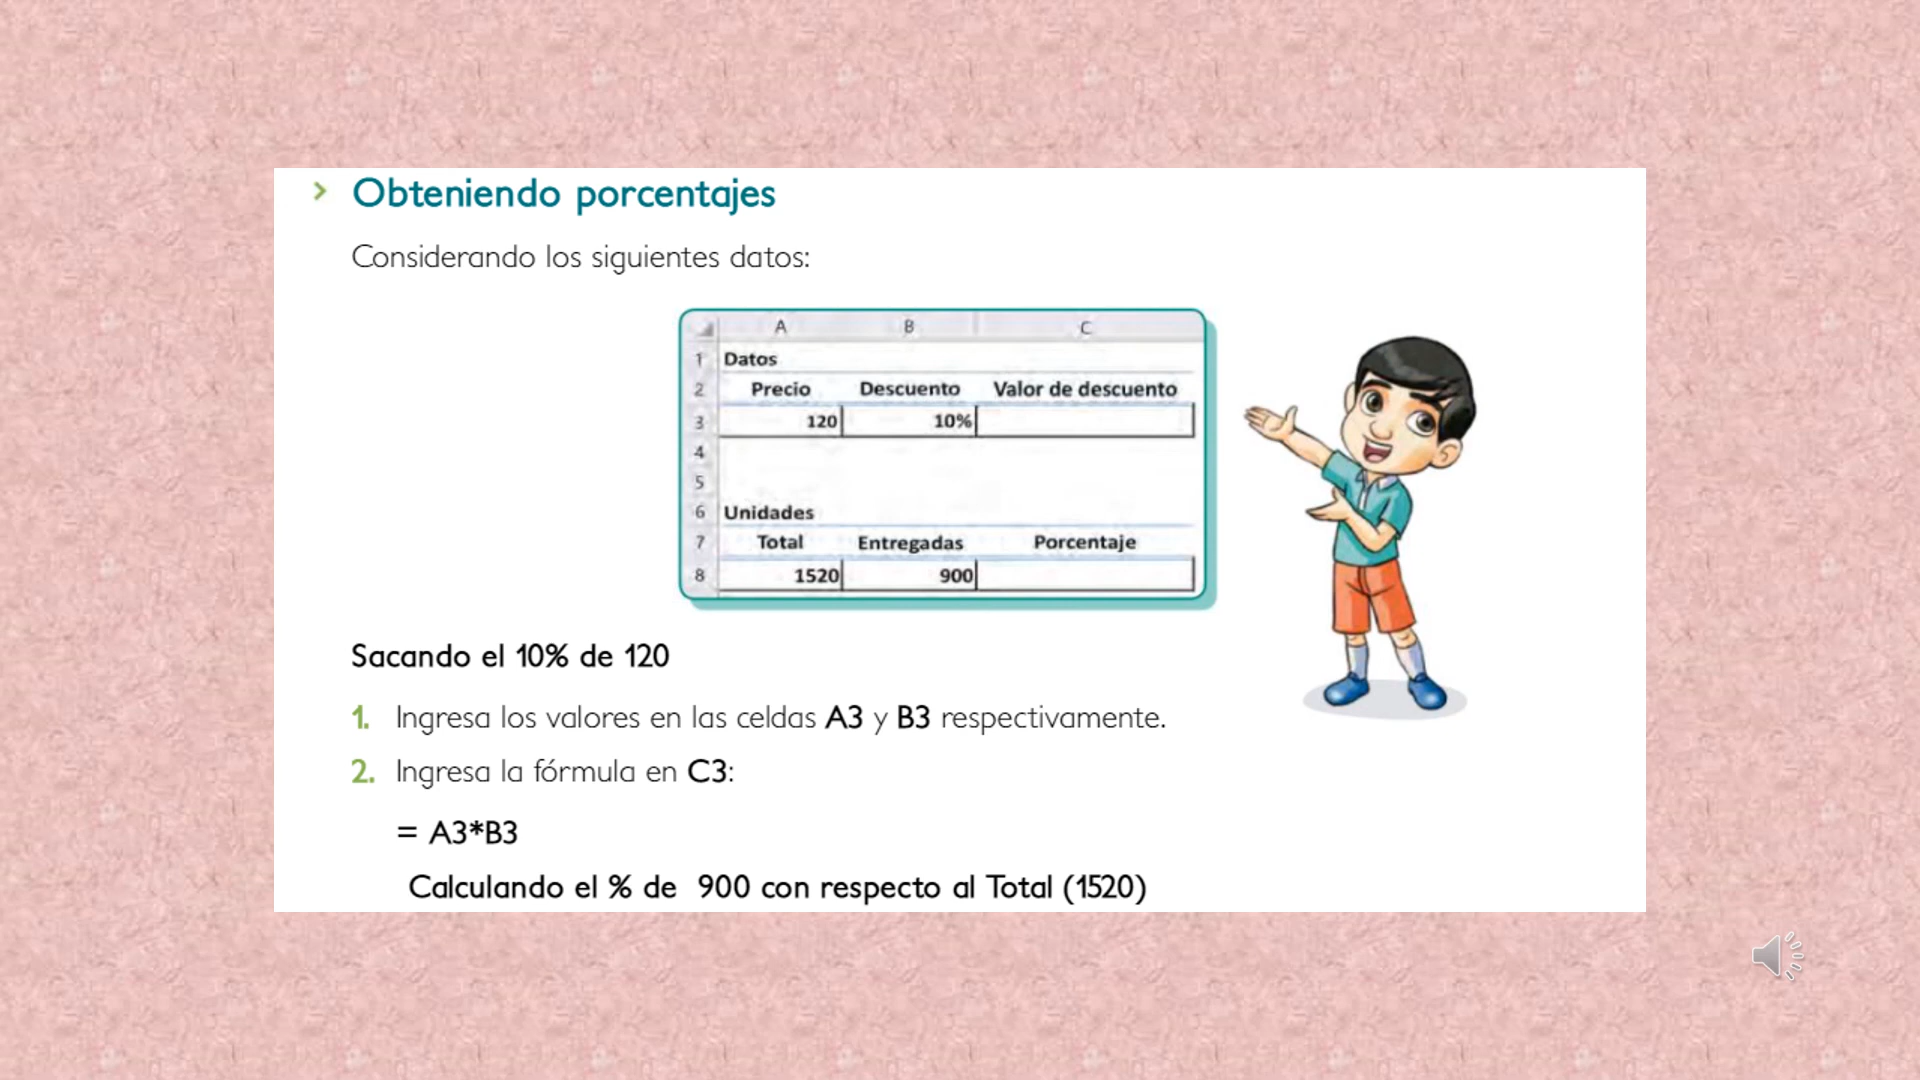 > Obteniendo porcentajes
Considerando los siguientes datos:
A B C
1 Datos
2 Precio Descuento Valor de descuento
3 120 10%
4
5
6 Unidades
7 Total Entregadas Porcentaje
8 1520 900
Sacando el 10% de 120
1. Ingresa los valores en las celdas A3 y B3 respectivamente.
2. Ingresa la fórmula en C3:
= A3*B3
Calculando el % de 900 con respecto al Total (1520)